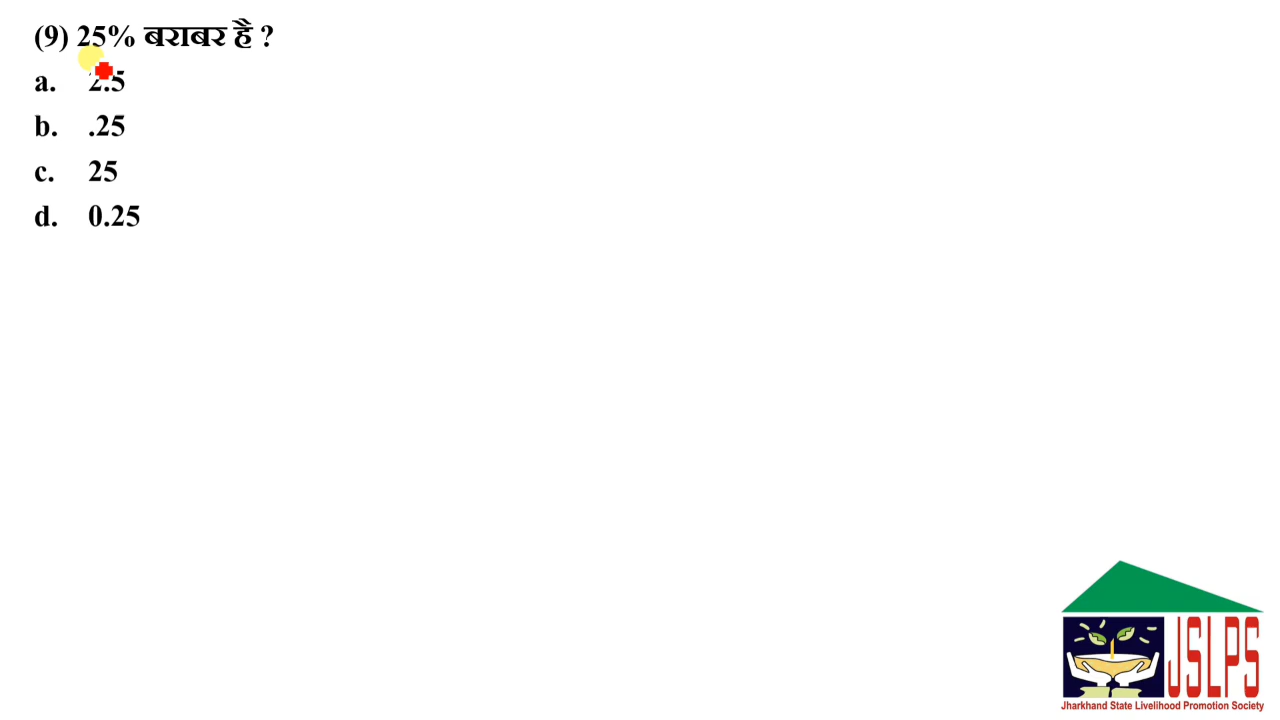 (9) 25% बराबर है ?
a. 2.5
b. .25
c. 25
d. 0.25
JSLPS
Jharkhand State Livelihood Promotion Society